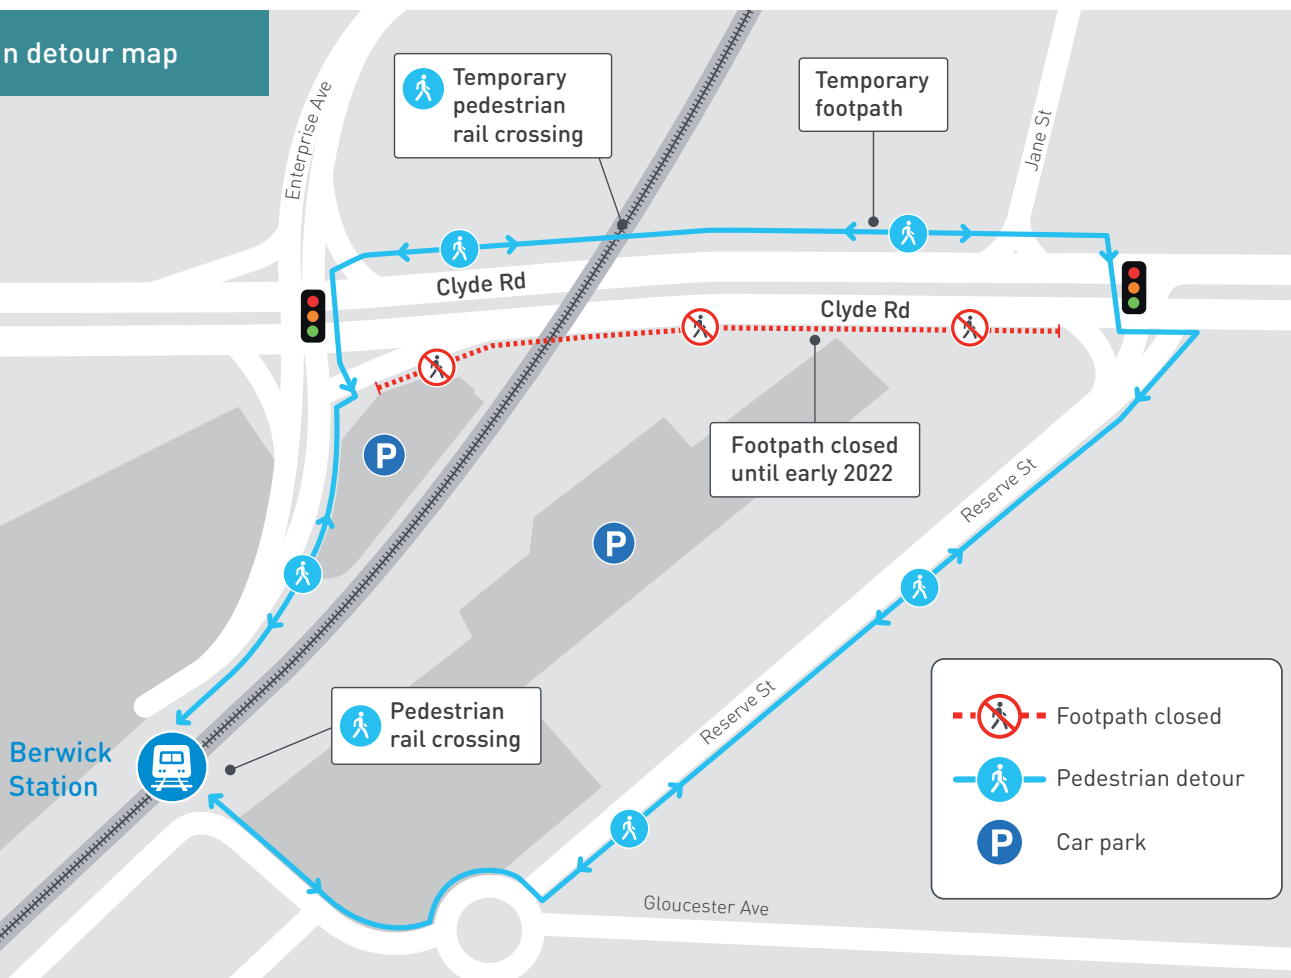 n detour map
Temporary
pedestrian
rail crossing
Temporary
footpath
Enterprise Ave
Jane St
Clyde Rd
Clyde Rd
P
Footpath closed
until early 2022
P
Reserve St
Reserve St
Pedestrian
rail crossing
Berwick
Station
Footpath closed
Pedestrian detour
P
Car park
Gloucester Ave